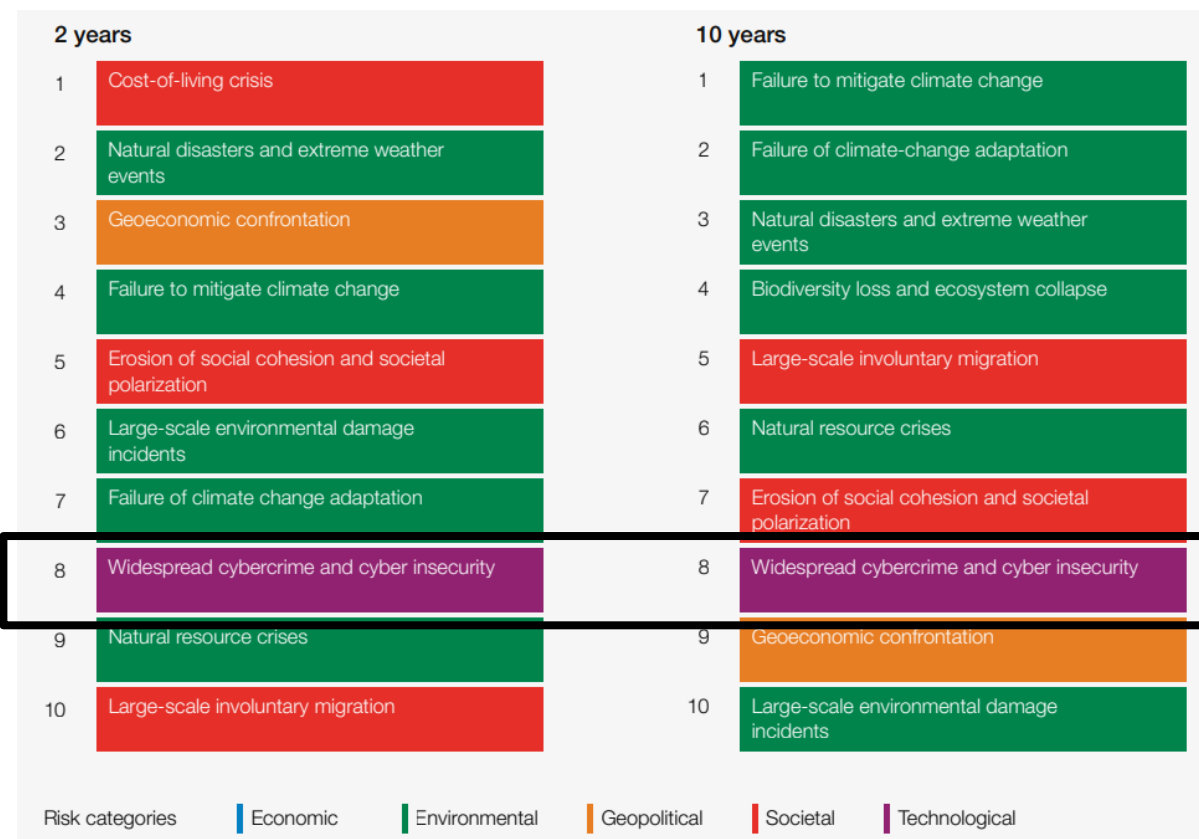 2 years
1
Cost-of-living crisis
2
Natural disasters and extreme weather
events
3
Geoeconomic confrontation
4
Failure to mitigate climate change
5
Erosion of social cohesion and societal
polarization
6
Large-scale environmental damage
incidents
7
Failure of climate change adaptation
8
Widespread cybercrime and cyber insecurity
9
Natural resource crises
10
Large-scale involuntary migration
10 years
1
Failure to mitigate climate change
2
Failure of climate-change adaptation
3
Natural disasters and extreme weather
events
4
Biodiversity loss and ecosystem collapse
5
Large-scale involuntary migration
6
Natural resource crises
7
Erosion of social cohesion and societal
polarization
8
Widespread cybercrime and cyber insecurity
9
Geoeconomic confrontation
10
Large-scale environmental damage
incidents
Risk categories
Economic
Environmental
Geopolitical
Societal
Technological